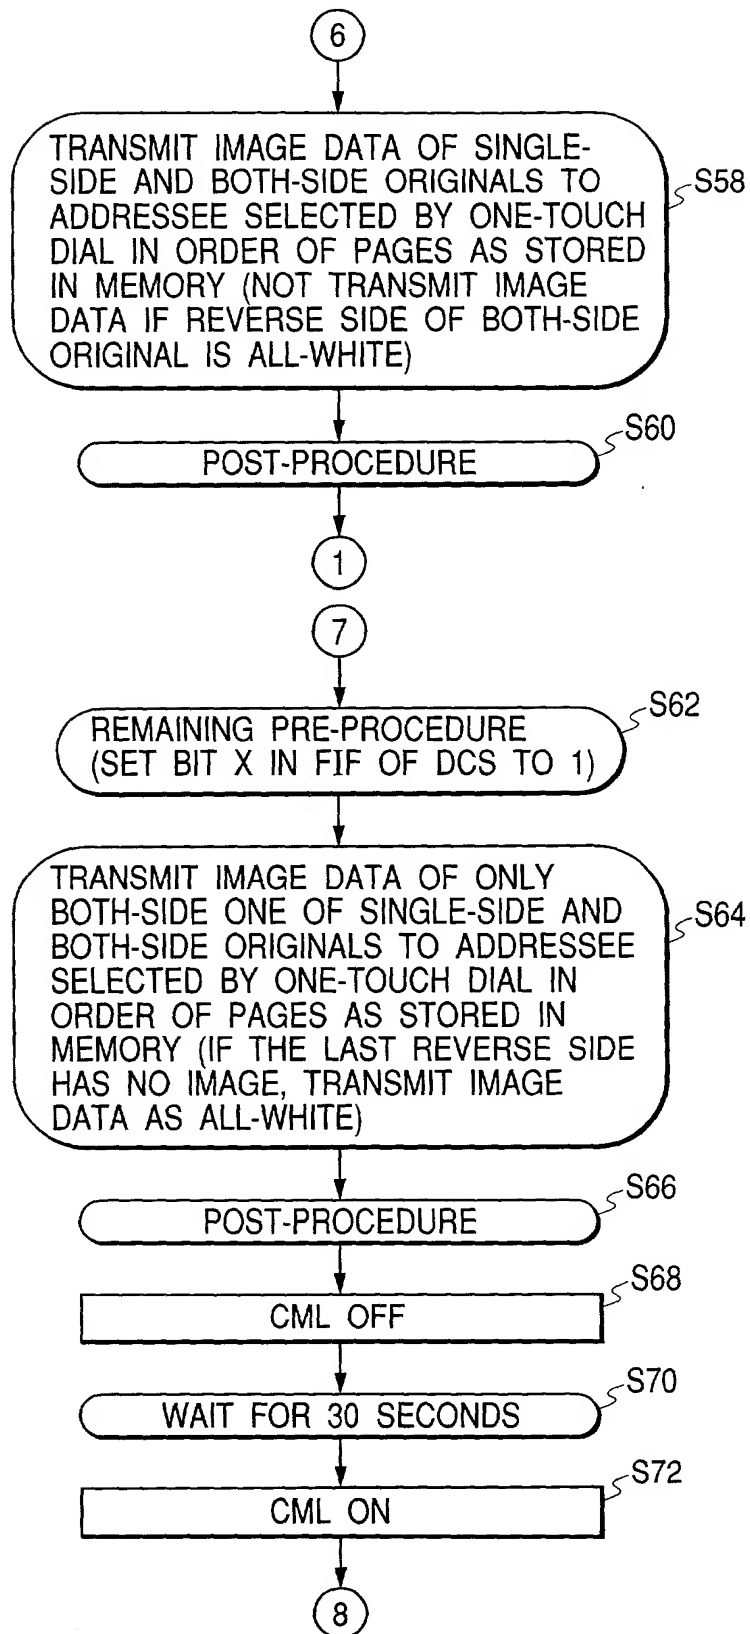 6
TRANSMIT IMAGE DATA OF SINGLE-
SIDE AND BOTH-SIDE ORIGINALS TO
ADDRESSEE SELECTED BY ONE-TOUCH
DIAL IN ORDER OF PAGES AS STORED
IN MEMORY (NOT TRANSMIT IMAGE
DATA IF REVERSE SIDE OF BOTH-SIDE
ORIGINAL IS ALL-WHITE)
S58
POST-PROCEDURE
S60
1
7
REMAINING PRE-PROCEDURE
(SET BIT X IN FIF OF DCS TO 1)
S62
TRANSMIT IMAGE DATA OF ONLY
BOTH-SIDE ONE OF SINGLE-SIDE AND
BOTH-SIDE ORIGINALS TO ADDRESSEE
SELECTED BY ONE-TOUCH DIAL IN
ORDER OF PAGES AS STORED IN
MEMORY (IF THE LAST REVERSE SIDE
HAS NO IMAGE, TRANSMIT IMAGE
DATA AS ALL-WHITE)
S64
POST-PROCEDURE
S66
CML OFF
S68
WAIT FOR 30 SECONDS
S70
CML ON
S72
8